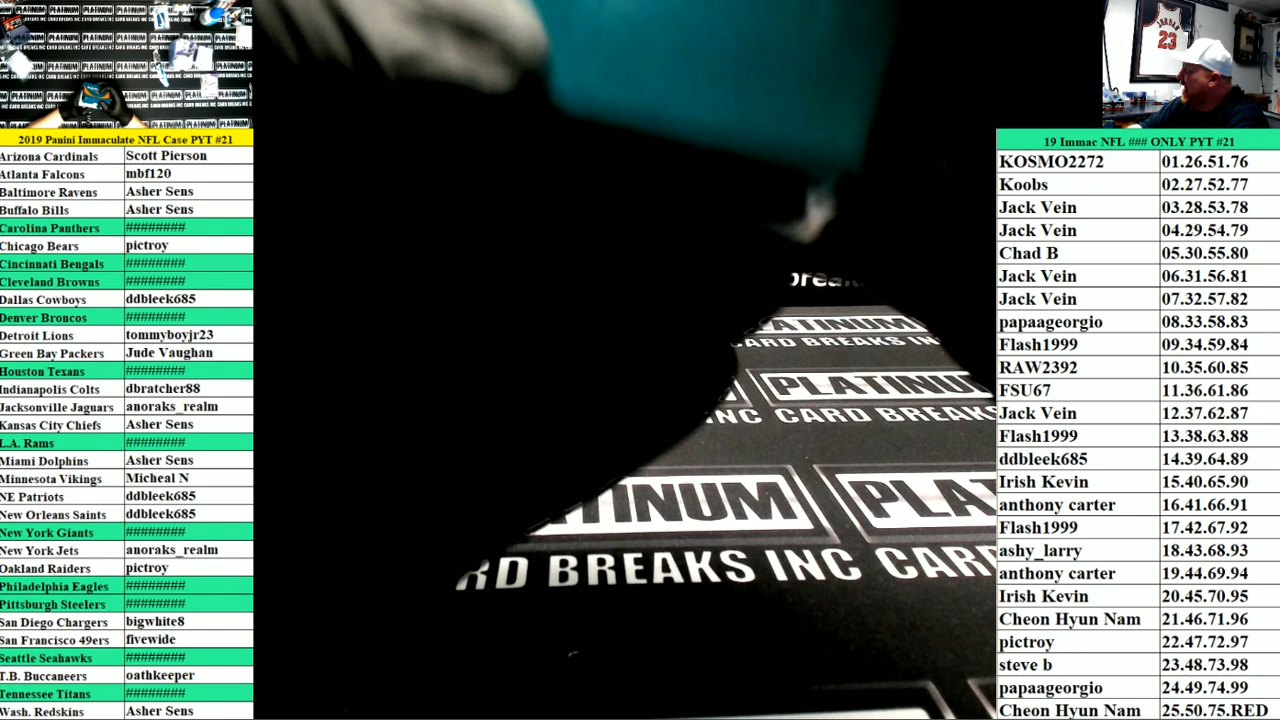 2019 Panini Immaculate NFL Case PYT #21
Arizona Cardinals Scott Pierson
Atlanta Falcons mbf120
Baltimore Ravens Asher Sens
Buffalo Bills Asher Sens
Carolina Panthers ########
Chicago Bears pictroy
Cincinnati Bengals ########
Cleveland Browns ########
Dallas Cowboys ddbleek685
Denver Broncos ########
Detroit Lions tommyboyjr23
Green Bay Packers Jude Vaughan
Houston Texans ########
Indianapolis Colts dbratcher88
Jacksonville Jaguars anoraks_realm
Kansas City Chiefs Asher Sens
L.A. Rams ########
Miami Dolphins Asher Sens
Minnesota Vikings Micheal N
NE Patriots ddbleek685
New Orleans Saints ddbleek685
New York Giants ########
New York Jets anoraks_realm
Oakland Raiders pictroy
Philadelphia Eagles ########
Pittsburgh Steelers ########
San Diego Chargers bigwhite8
San Francisco 49ers fivewide
Seattle Seahawks ########
T.B. Buccaneers oathkeeper
Tennessee Titans ########
Wash. Redskins Asher Sens
brea
ATINUM
CARD BREAKS IN
PLATINU
INC CARD BREAKS
TINUM PLAT
RD BREAKS INC CARD
JORDAN
23
19 Immac NFL ### ONLY PYT #21
KOSMO2272 01.26.51.76
Koobs 02.27.52.77
Jack Vein 03.28.53.78
Jack Vein 04.29.54.79
Chad B 05.30.55.80
Jack Vein 06.31.56.81
Jack Vein 07.32.57.82
papaageorgio 08.33.58.83
Flash1999 09.34.59.84
RAW2392 10.35.60.85
FSU67 11.36.61.86
Jack Vein 12.37.62.87
Flash1999 13.38.63.88
ddbleek685 14.39.64.89
Irish Kevin 15.40.65.90
anthony carter 16.41.66.91
Flash1999 17.42.67.92
ashy_larry 18.43.68.93
anthony carter 19.44.69.94
Irish Kevin 20.45.70.95
Cheon Hyun Nam 21.46.71.96
pictroy 22.47.72.97
steve b 23.48.73.98
papaageorgio 24.49.74.99
Cheon Hyun Nam 25.50.75.RED